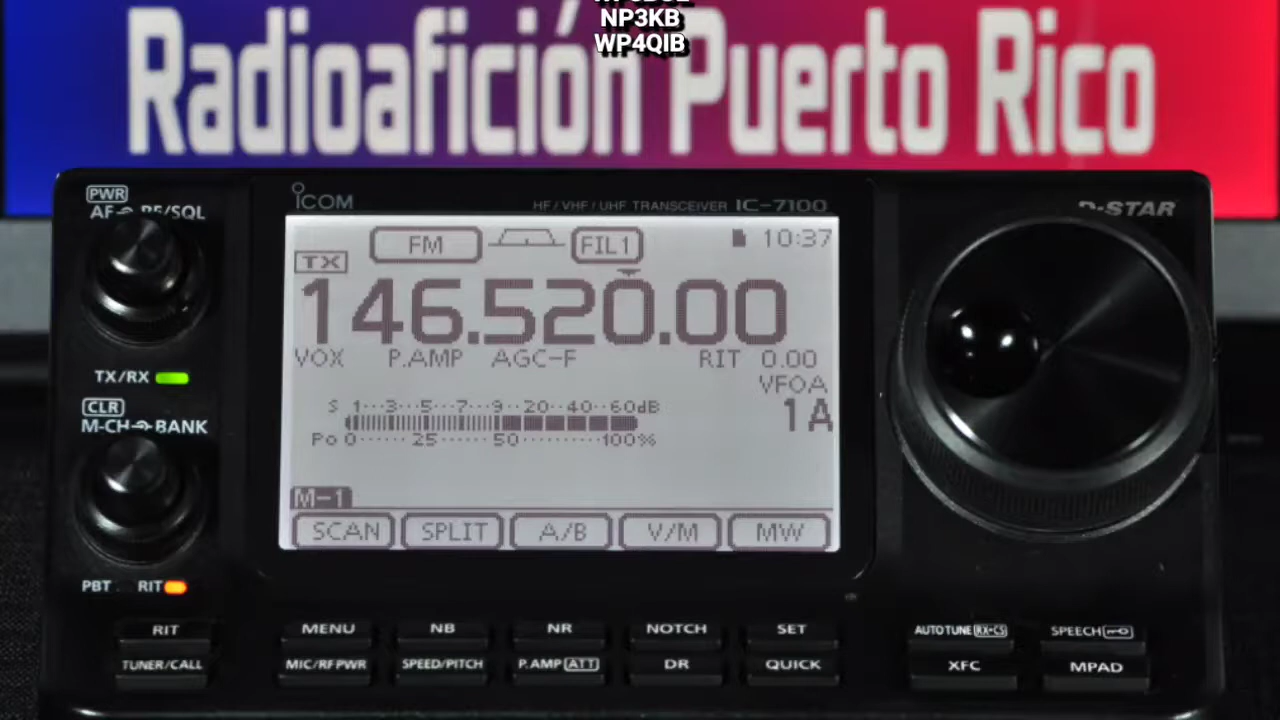 NP3KB
WP4QIB
Radioafición Puerto Rico
PWR
AF RF/SQL
ICOM
HF/VHF/UHF TRANSCEIVER IC-7100
D-STAR
FM FIL1 10:37
TX
146.520.00
VOX P.AMP AGC-F RIT 0.00
VFOA
1A
TX/RX
CLR
M-CH BANK
S 1···3···5···7···9··20··40··60dB
Po 0······25······50··········100%
M-1
SCAN SPLIT A/B V/M MW
PBT RIT
RIT MENU NB NR NOTCH SET AUTO TUNE RX→CS SPEECH
TUNER/CALL MIC/RF PWR SPEED/PITCH P.AMP ATT DR QUICK XFC MPAD